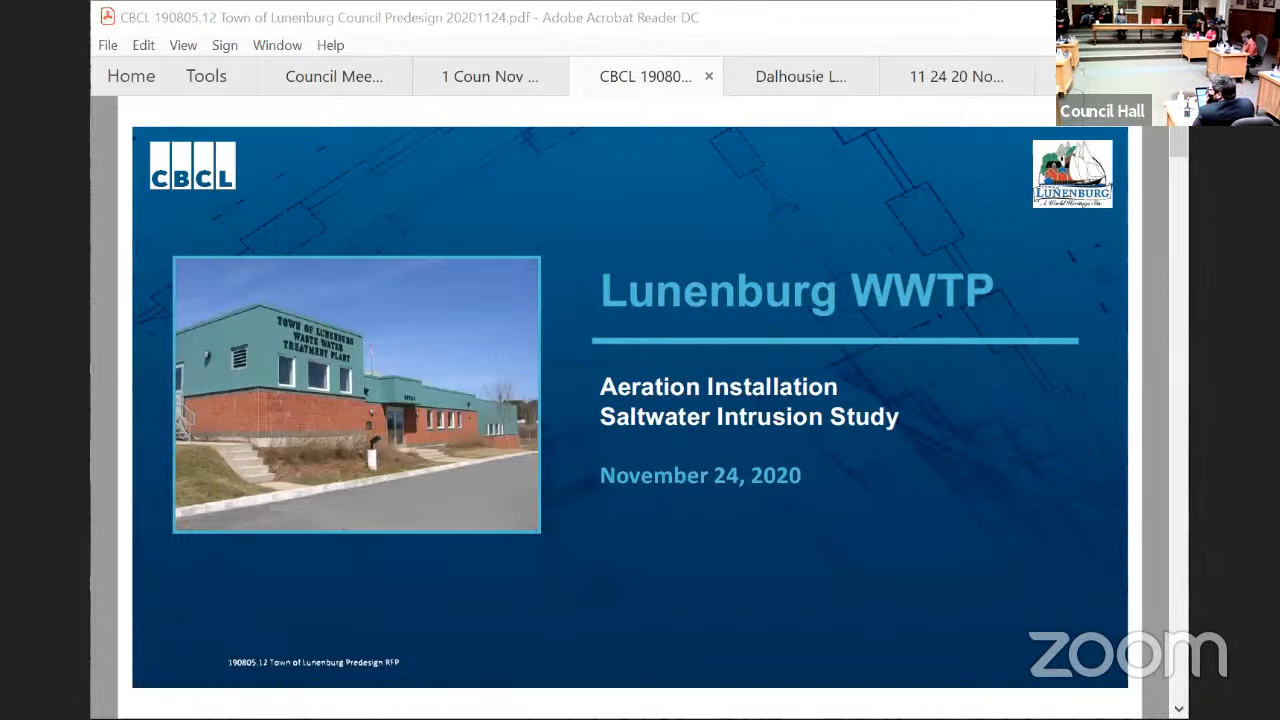 CBCL 190805.12 Town of Lunenburg Council Predesign 20201124.pdf - Adobe Acrobat Reader DC
File Edit View Sign Window Help
Home Tools Council Mee... 1 Coun Nov ... CBCL 19080... × Dalhousie L... 11 24 20 No...
Council Hall
CBCL
LUNENBURG
A World Heritage Site
TOWN OF LUNENBURG
WASTE WATER
TREATMENT PLANT
Lunenburg WWTP
Aeration Installation
Saltwater Intrusion Study
November 24, 2020
190805.12 Town of Lunenburg Predesign RFP
zoom